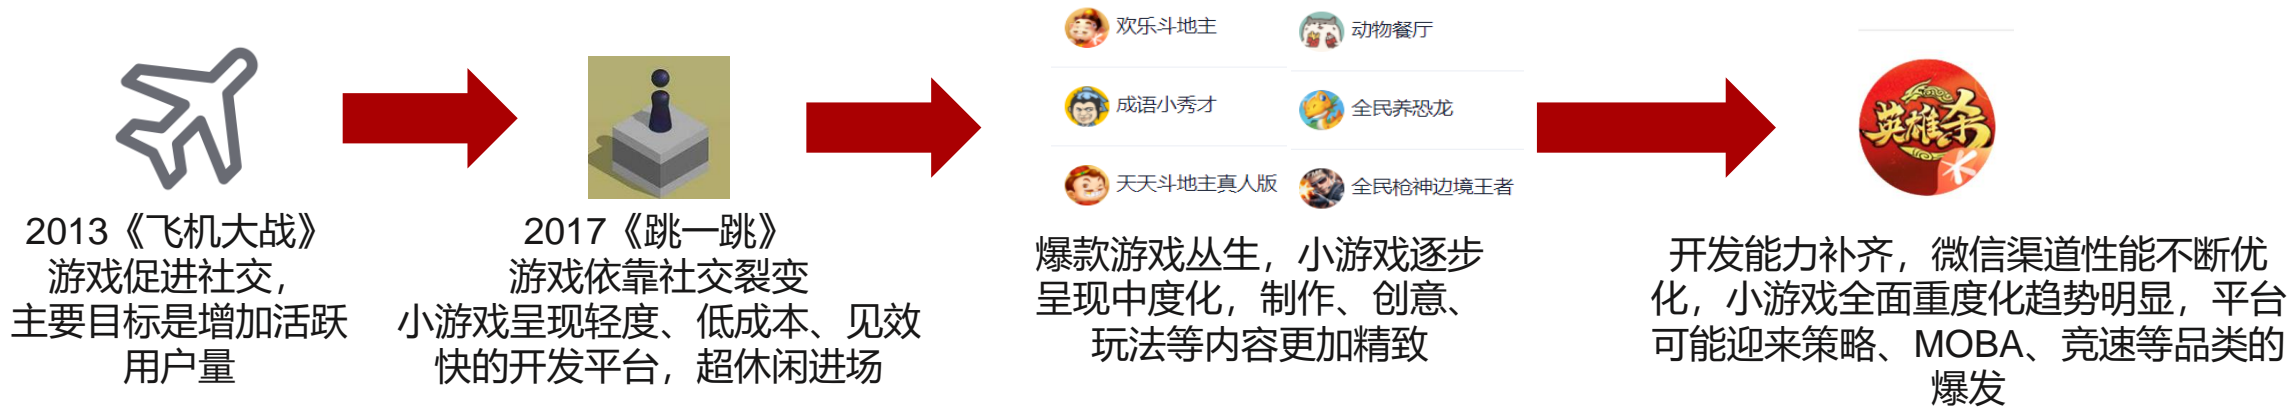 2013《飞机大战》
游戏促进社交，
主要目标是增加活跃
用户量
2017《跳一跳》
游戏依靠社交裂变
小游戏呈现轻度、低成本、见效
快的开发平台，超休闲进场
欢乐斗地主
动物餐厅
成语小秀才
全民养恐龙
天天斗地主真人版
全民枪神边境王者
爆款游戏丛生，小游戏逐步
呈现中度化，制作、创意、
玩法等内容更加精致
英雄杀
开发能力补齐，微信渠道性能不断优
化，小游戏全面重度化趋势明显，平台
可能迎来策略、MOBA、竞速等品类的
爆发